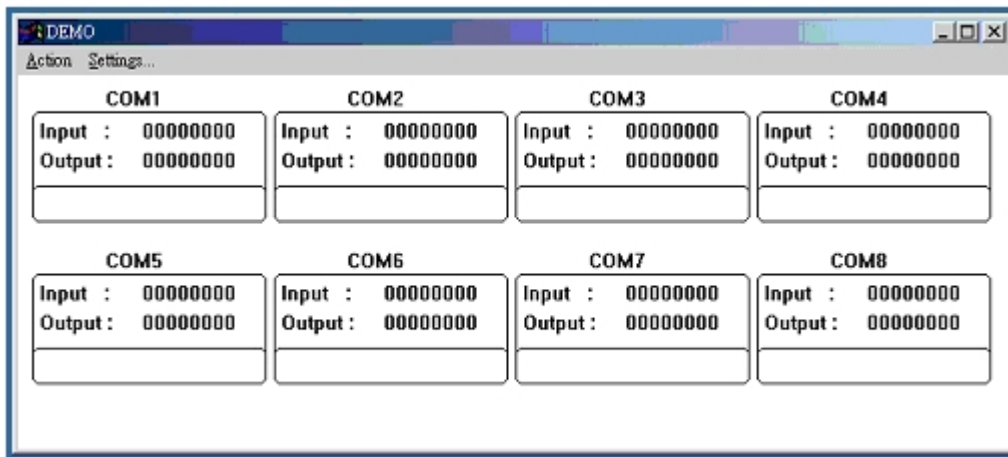 DEMO
Action Settings...
COM1 COM2 COM3 COM4
Input : 00000000 Input : 00000000 Input : 00000000 Input : 00000000
Output : 00000000 Output : 00000000 Output : 00000000 Output : 00000000
COM5 COM6 COM7 COM8
Input : 00000000 Input : 00000000 Input : 00000000 Input : 00000000
Output : 00000000 Output : 00000000 Output : 00000000 Output : 00000000